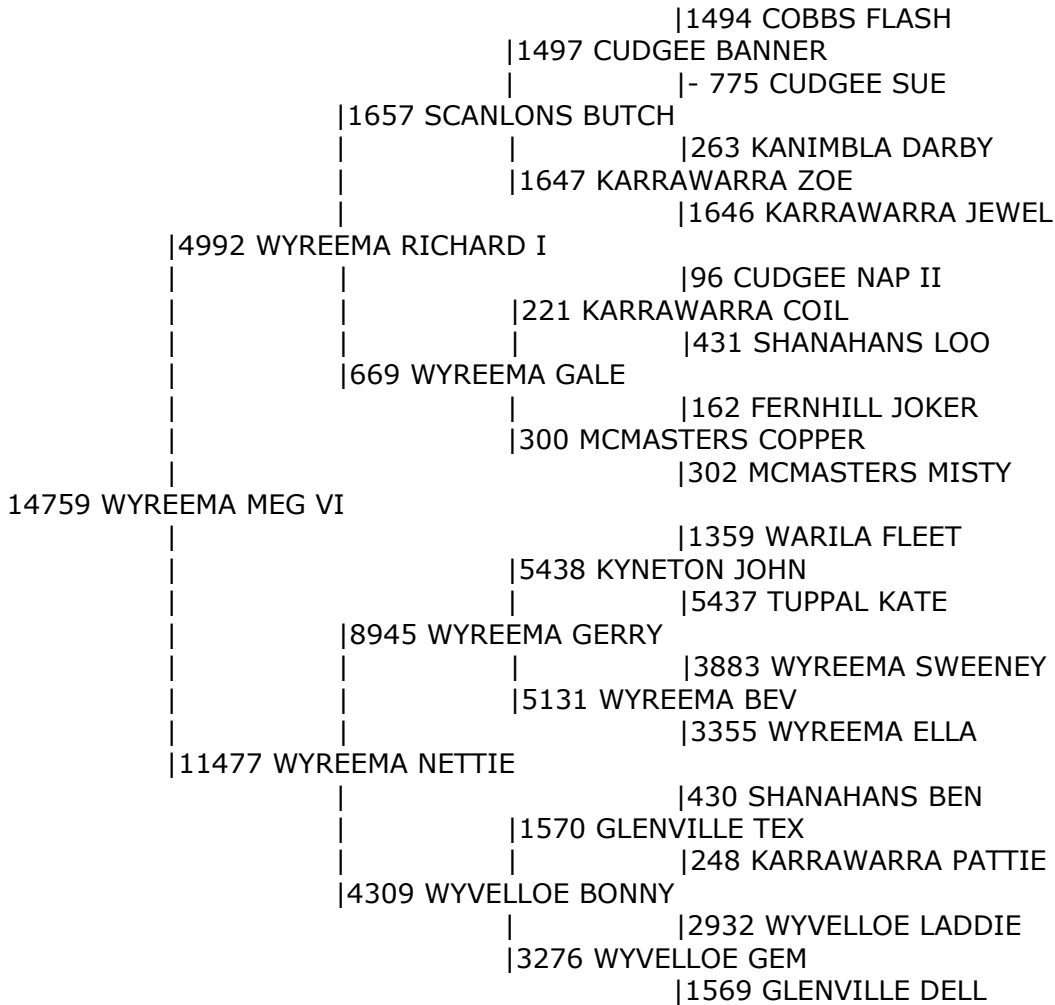 |1494 COBBS FLASH
|1497 CUDGEE BANNER
| |- 775 CUDGEE SUE
|1657 SCANLONS BUTCH
| | |263 KANIMBLA DARBY
| |1647 KARRAWARRA ZOE
| |1646 KARRAWARRA JEWEL
|4992 WYREEMA RICHARD I
| | |96 CUDGEE NAP II
| | |221 KARRAWARRA COIL
| | | |431 SHANAHANS LOO
| |669 WYREEMA GALE
| | |162 FERNHILL JOKER
| |300 MCMASTERS COPPER
| |302 MCMASTERS MISTY
14759 WYREEMA MEG VI
| |1359 WARILA FLEET
| |5438 KYNETON JOHN
| | |5437 TUPPAL KATE
| |8945 WYREEMA GERRY
| | | |3883 WYREEMA SWEENEY
| | |5131 WYREEMA BEV
| | |3355 WYREEMA ELLA
|11477 WYREEMA NETTIE
| |430 SHANAHANS BEN
| |1570 GLENVILLE TEX
| | |248 KARRAWARRA PATTIE
|4309 WYVELLOE BONNY
| |2932 WYVELLOE LADDIE
|3276 WYVELLOE GEM
|1569 GLENVILLE DELL